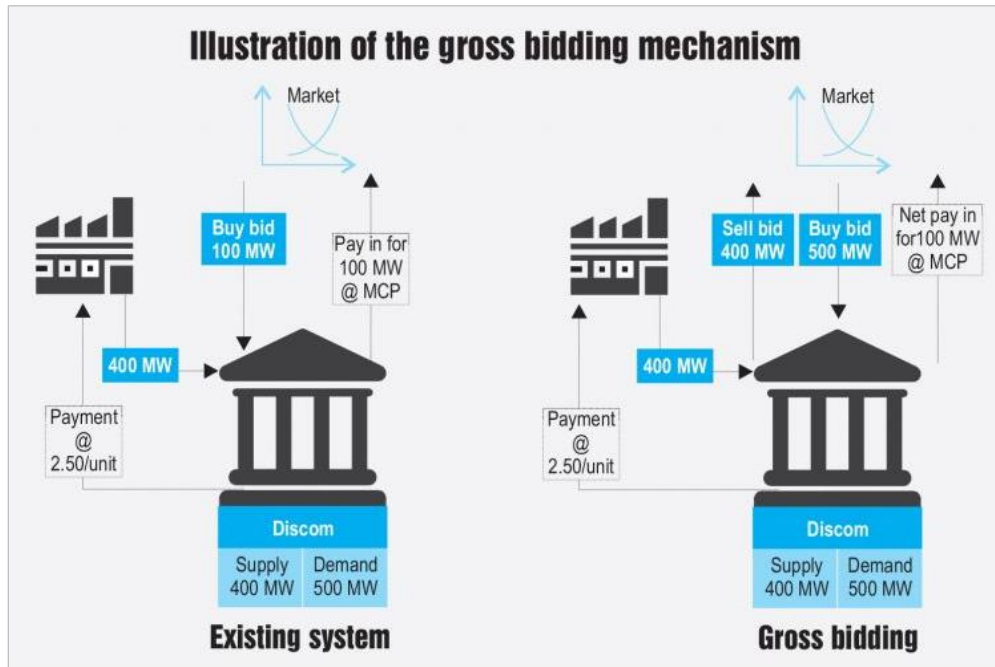 Illustration of the gross bidding mechanism
Market
Buy bid
100 MW
Pay in for
100 MW
@ MCP
400 MW
Payment
@
2.50/unit
Discom
Supply
400 MW
Demand
500 MW
Existing system
Market
Sell bid
400 MW
Buy bid
500 MW
Net pay in
for100 MW
@ MCP
400 MW
Payment
@
2.50/unit
Discom
Supply
400 MW
Demand
500 MW
Gross bidding